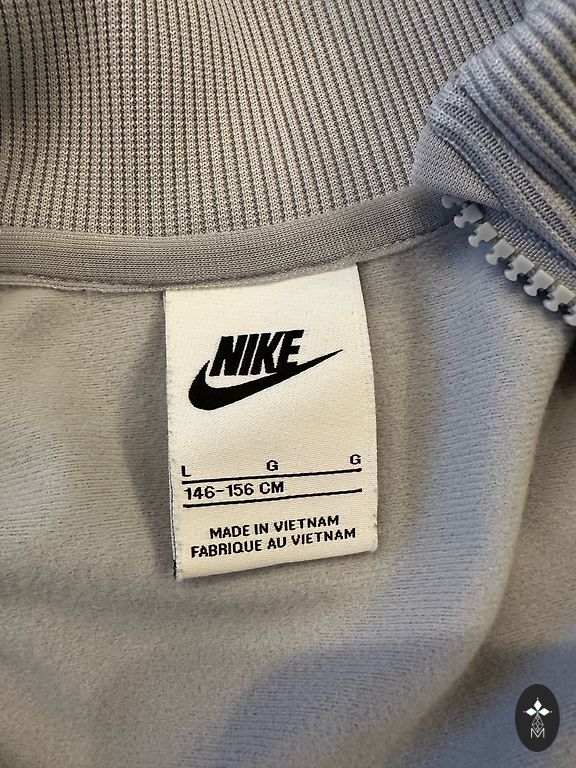 NIKE
L G G
146-156 CM
MADE IN VIETNAM
FABRIQUE AU VIETNAM
M